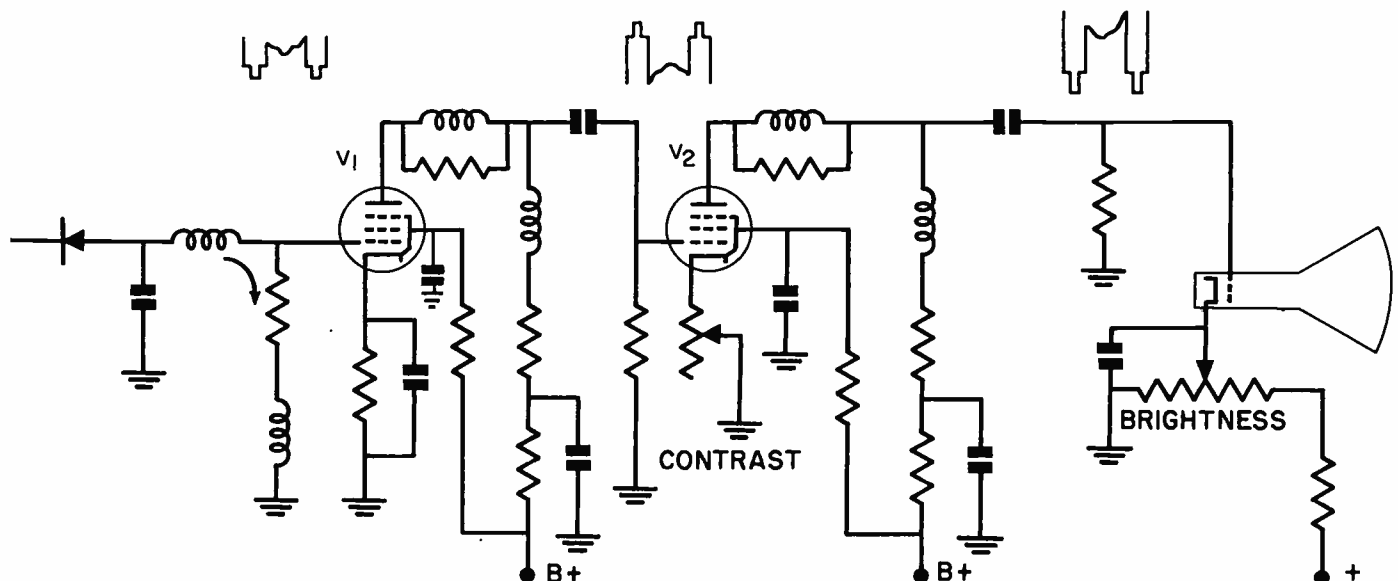 V1
V2
CONTRAST
BRIGHTNESS
B+
B+
+